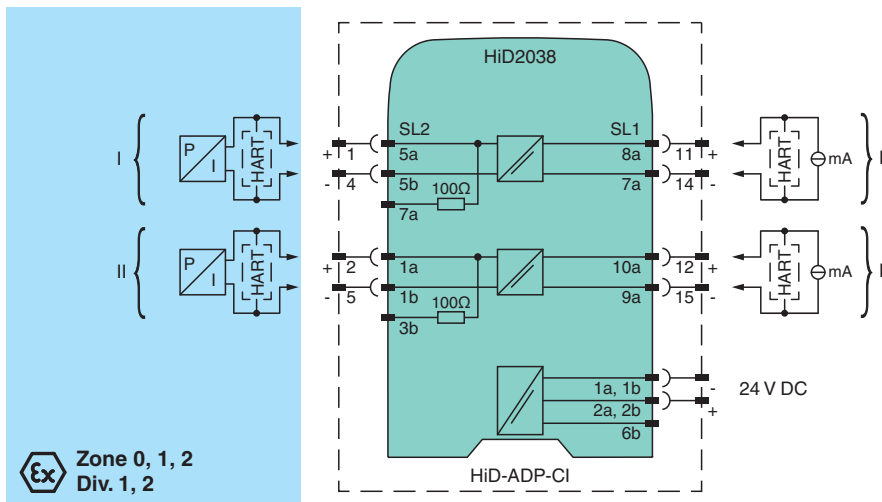 HiD2038
SL2 SL1
I P I HART + 1 5a 8a 11 + HART mA
- 4 5b 7a 14 -
7a 100Ω
II P I HART + 2 1a 10a 12 + HART mA
- 5 1b 9a 15 -
3b 100Ω
1a, 1b -
24 V DC
2a, 2b +
6b
Ex Zone 0, 1, 2
Div. 1, 2
HiD-ADP-CI